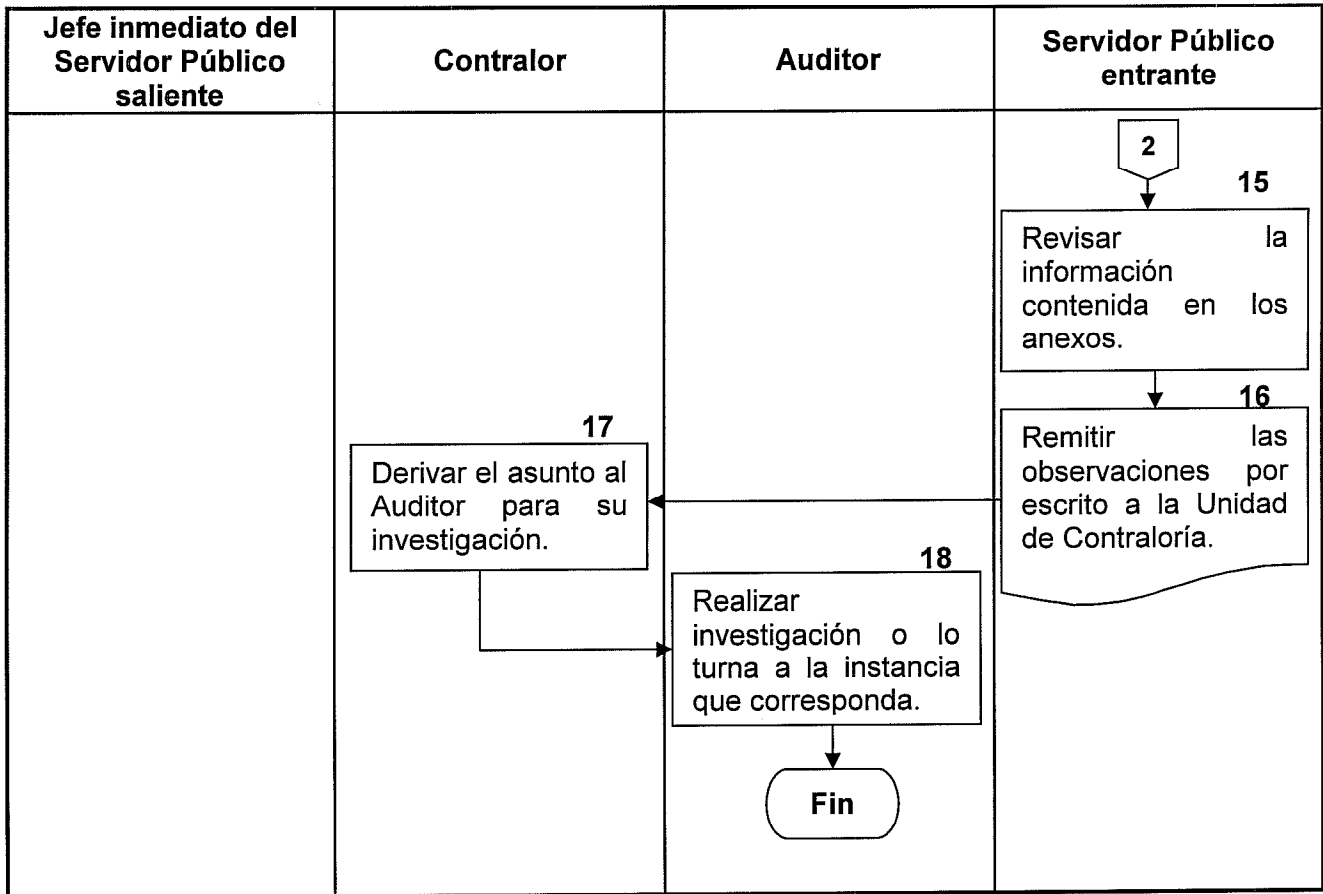 Jefe inmediato del
Servidor Público
saliente
Contralor
Auditor
Servidor Público
entrante
2
15
Revisar la
información
contenida en los
anexos.
16
Remitir las
observaciones por
escrito a la Unidad
de Contraloría.
17
Derivar el asunto al
Auditor para su
investigación.
18
Realizar
investigación o lo
turna a la instancia
que corresponda.
Fin